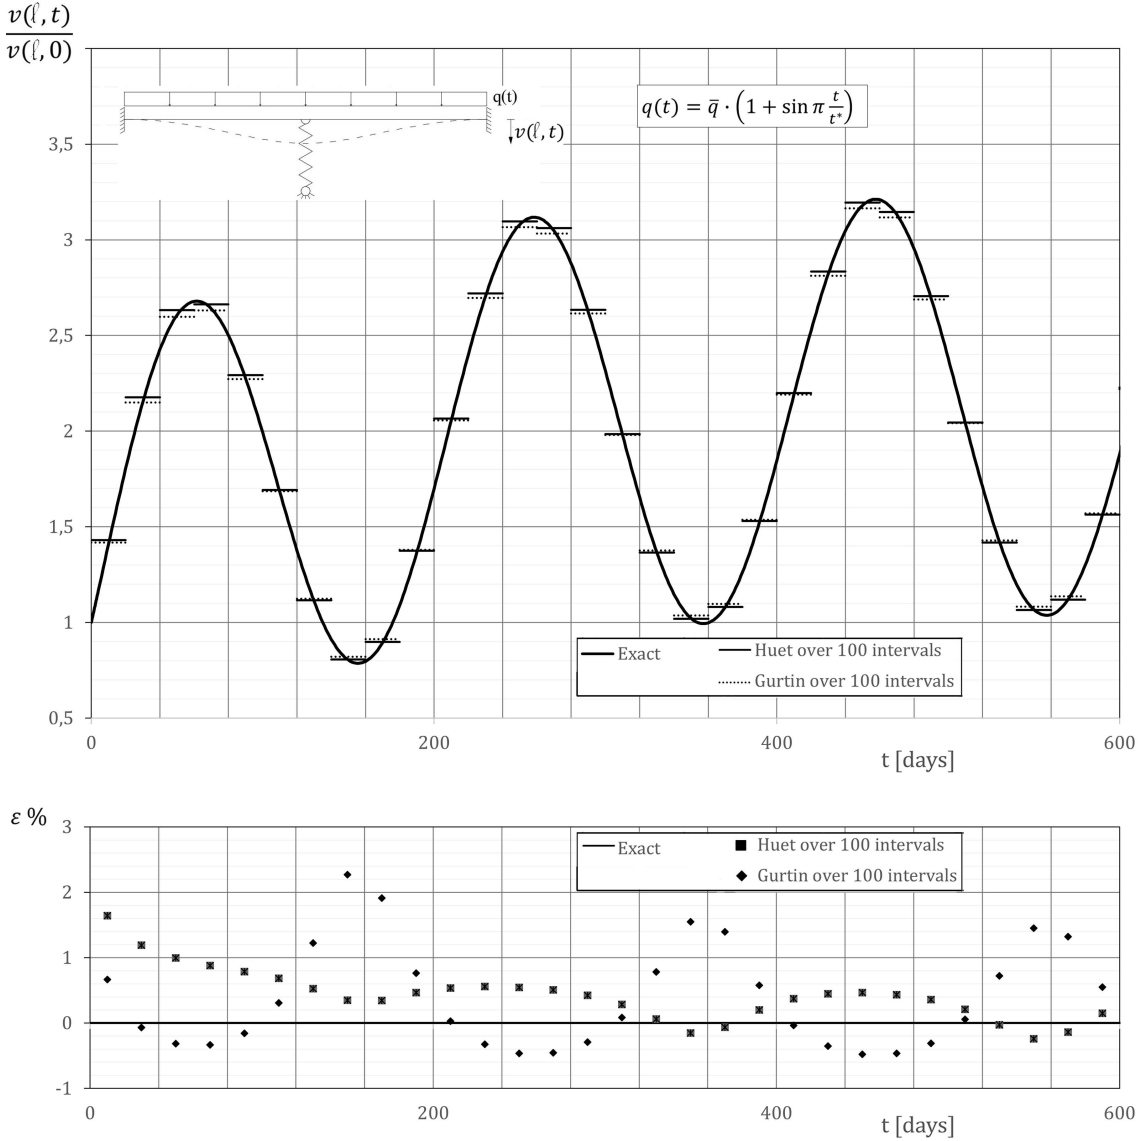 v(ℓ,t)
v(ℓ,0)
q(t)
v(ℓ,t)
q(t) = q̅ · (1 + sin π t/t*)
3,5
3
2,5
2
1,5
1
0,5
Exact
Huet over 100 intervals
Gurtin over 100 intervals
0 200 400 600
t [days]
ε %
3
2
1
0
-1
Exact
Huet over 100 intervals
Gurtin over 100 intervals
0 200 400 600
t [days]